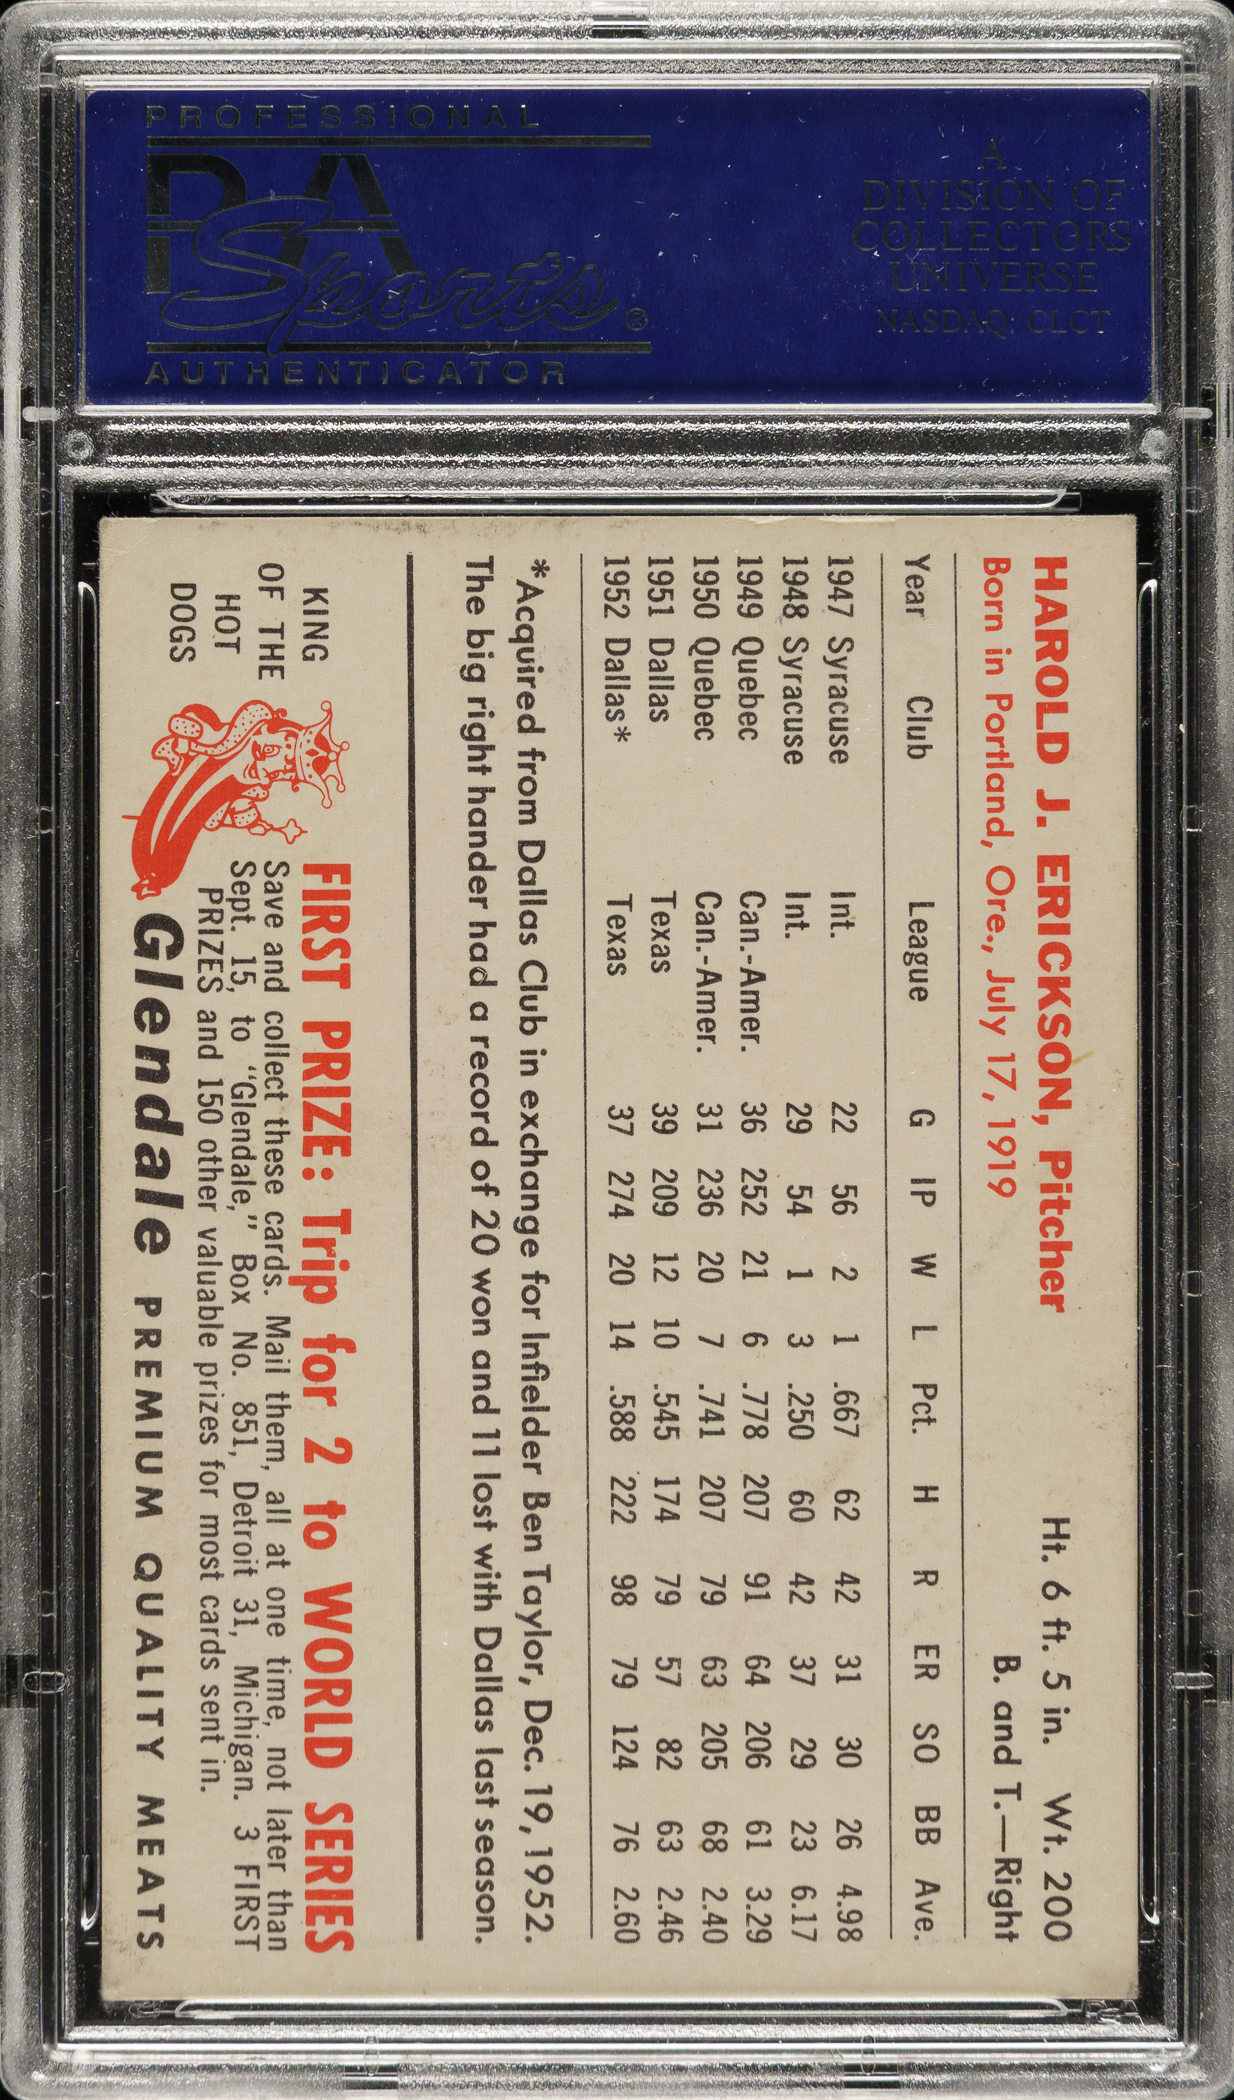 PROFESSIONAL
PSA
Sports®
AUTHENTICATOR
A
DIVISION OF
COLLECTORS
UNIVERSE
NASDAQ: CLCT
HAROLD J. ERICKSON, Pitcher Ht. 6 ft. 5 in. Wt. 200
Born in Portland, Ore., July 17, 1919 B. and T.—Right
Year Club League G IP W L Pct. H R ER SO BB Ave.
1947 Syracuse Int. 22 56 2 1 .667 62 42 31 30 26 4.98
1948 Syracuse Int. 29 54 1 3 .250 60 42 37 29 23 6.17
1949 Quebec Can.-Amer. 36 252 21 6 .778 207 91 64 206 61 3.29
1950 Quebec Can.-Amer. 31 236 20 7 .741 207 79 63 205 68 2.40
1951 Dallas Texas 39 209 12 10 .545 174 79 57 82 63 2.46
1952 Dallas* Texas 37 274 20 14 .588 222 98 79 124 76 2.60
*Acquired from Dallas Club in exchange for Infielder Ben Taylor, Dec. 19, 1952.
The big right hander had a record of 20 won and 11 lost with Dallas last season.
KING
OF THE
HOT
DOGS
FIRST PRIZE: Trip for 2 to WORLD SERIES
Save and collect these cards. Mail them, all at one time, not later than
Sept. 15, to "Glendale," Box No. 851, Detroit 31, Michigan. 3 FIRST
PRIZES and 150 other valuable prizes for most cards sent in.
Glendale PREMIUM QUALITY MEATS